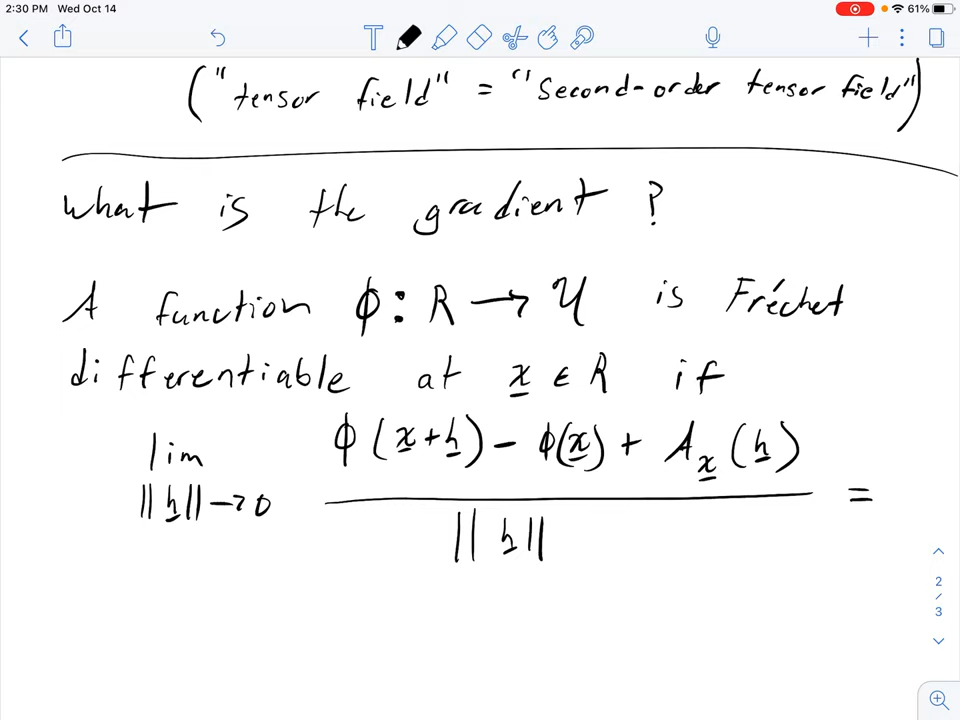 2:30 PM Wed Oct 14
61%
T
("tensor field" = "Second-order tensor field")
What is the gradient ?
A function ϕ : R → 𝒰 is Fréchet
differentiable at x ∈ R if
lim ||h|| → 0 ϕ(x+h) - ϕ(x) + A_x(h) / ||h|| =
2
/
3